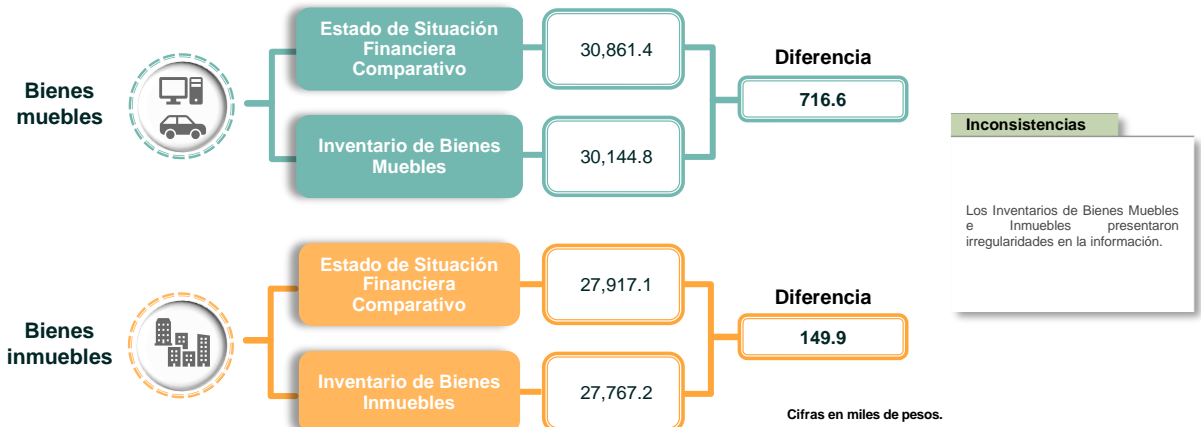 Bienes
muebles
Estado de Situación
Financiera
Comparativo
30,861.4
Inventario de Bienes
Muebles
30,144.8
Diferencia
716.6
Inconsistencias
Los Inventarios de Bienes Muebles
e Inmuebles presentaron
irregularidades en la información.
Bienes
inmuebles
Estado de Situación
Financiera
Comparativo
27,917.1
Inventario de Bienes
Inmuebles
27,767.2
Diferencia
149.9
Cifras en miles de pesos.